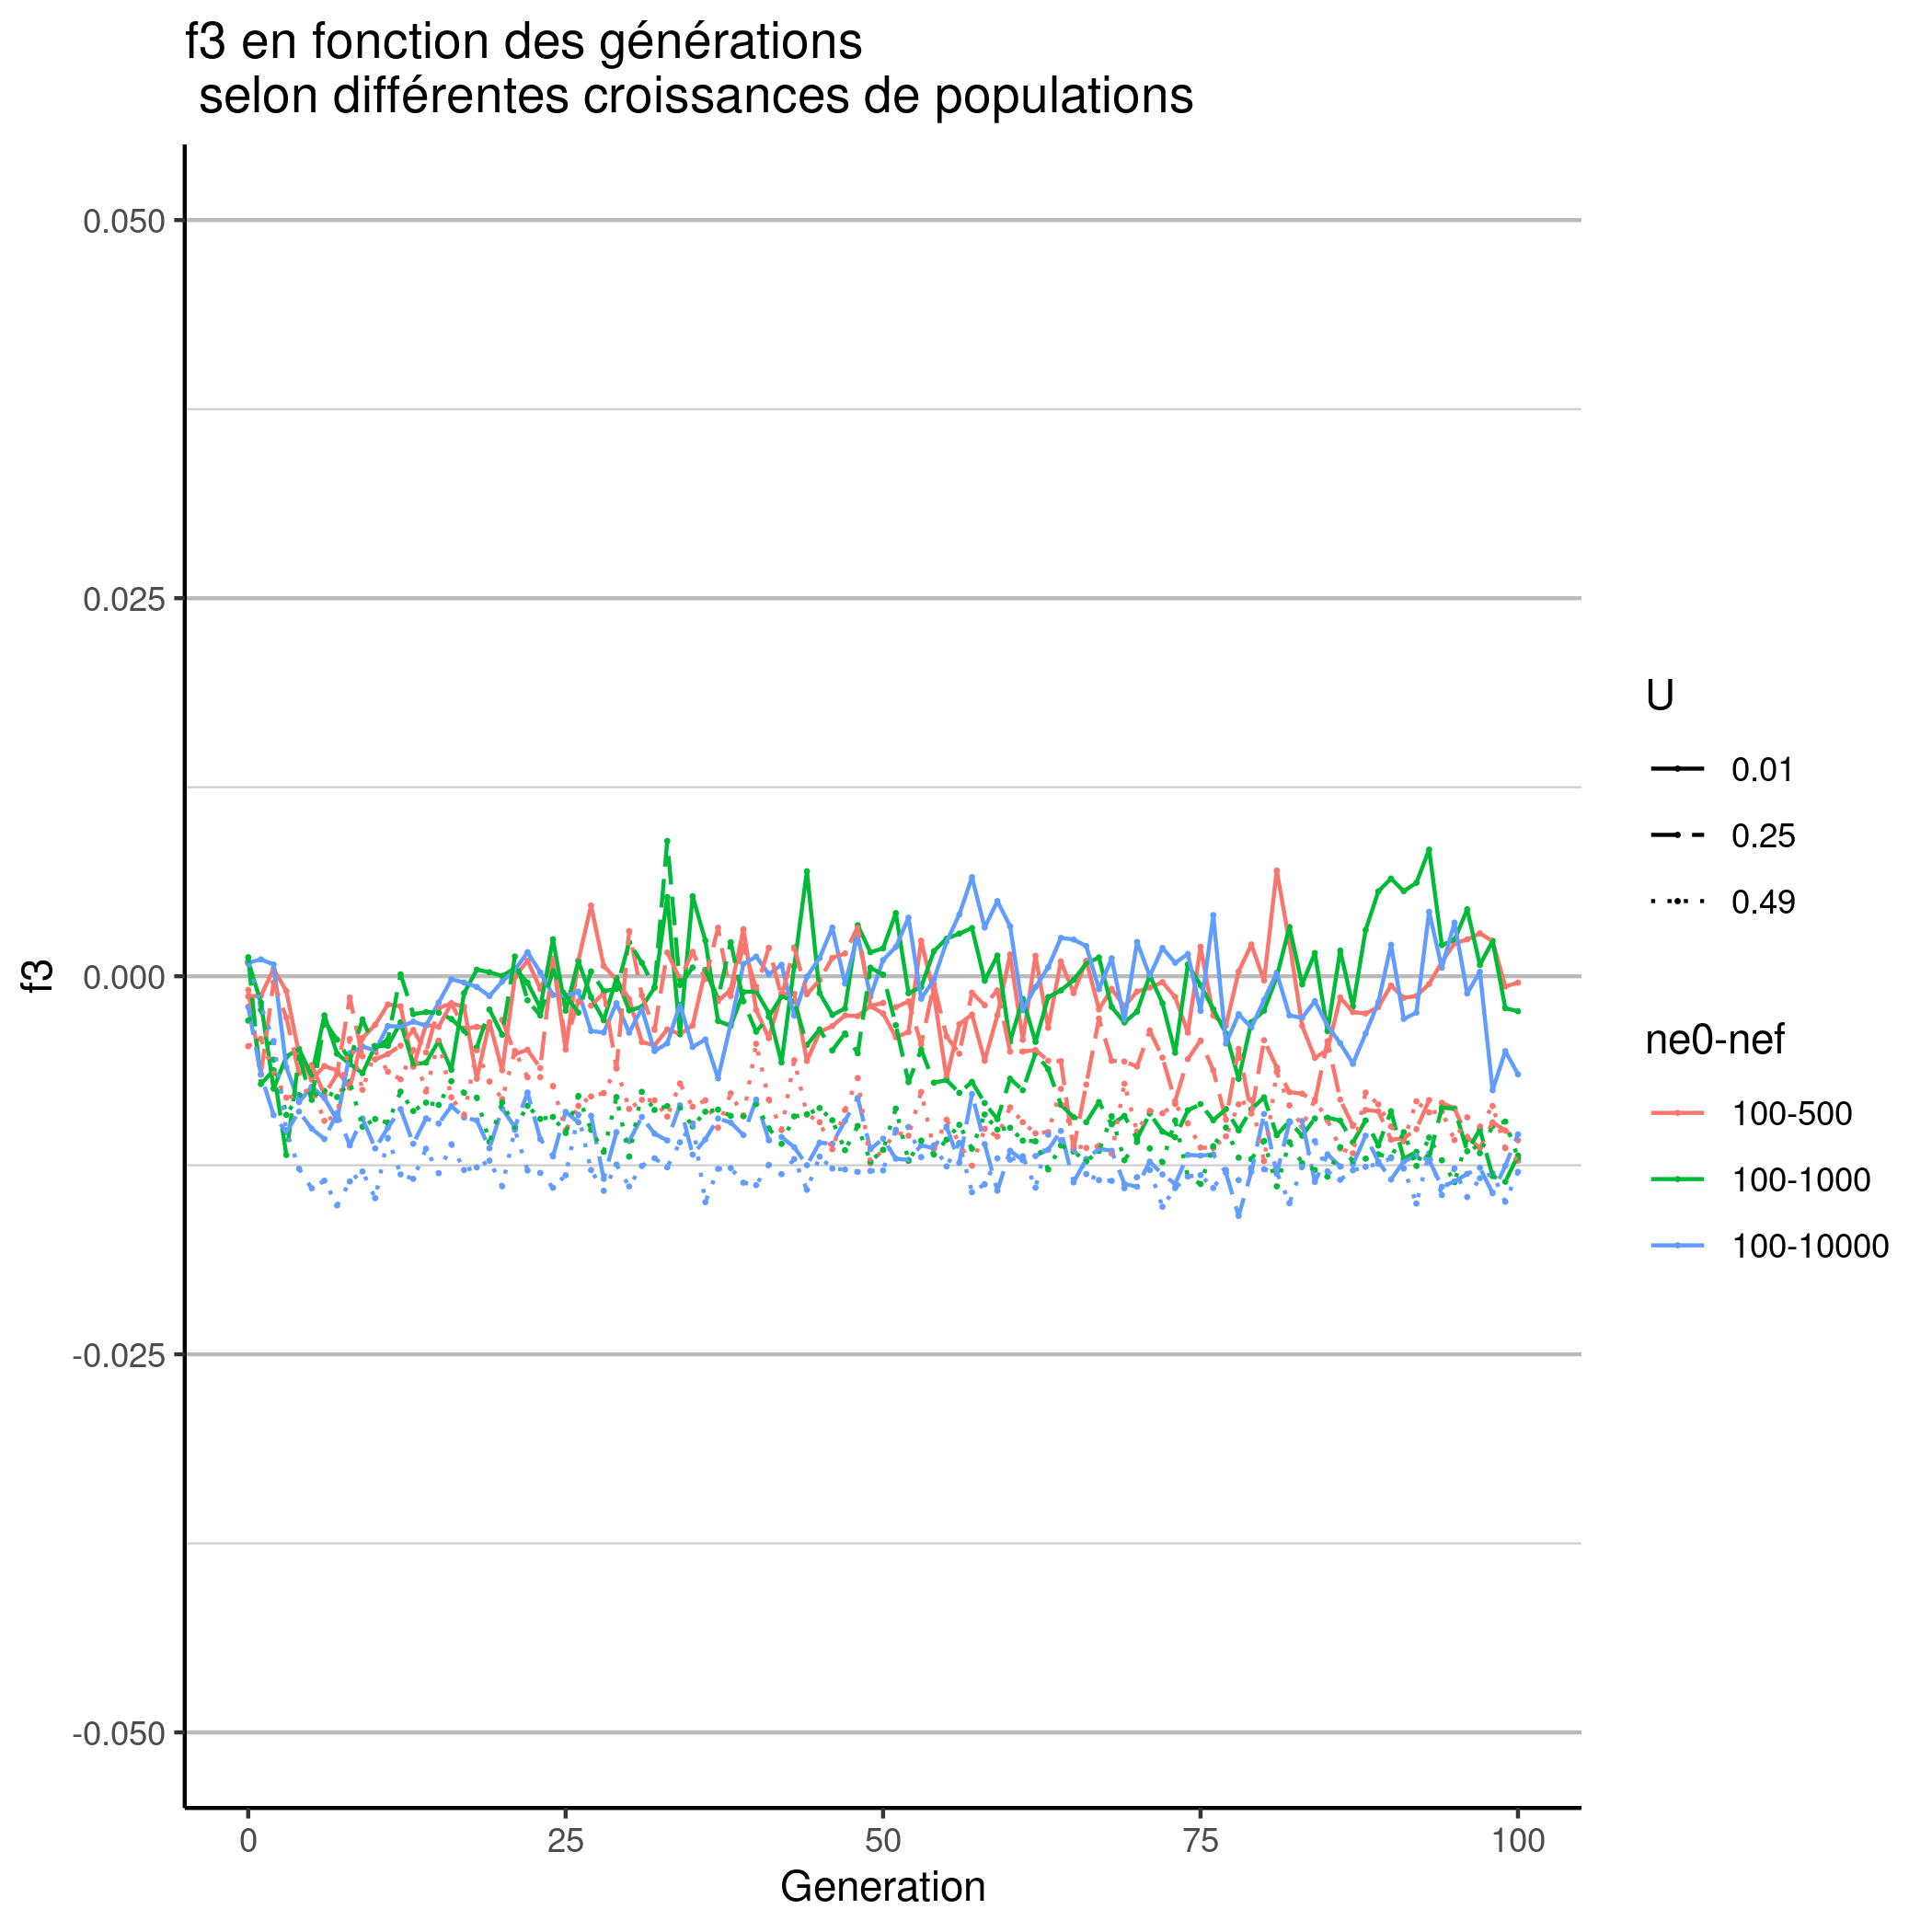 f3 en fonction des générations
selon différentes croissances de populations
0.050
0.025
0.000
-0.025
-0.050
f3
0
25
50
75
100
Generation
U
0.01
0.25
0.49
ne0-nef
100-500
100-1000
100-10000